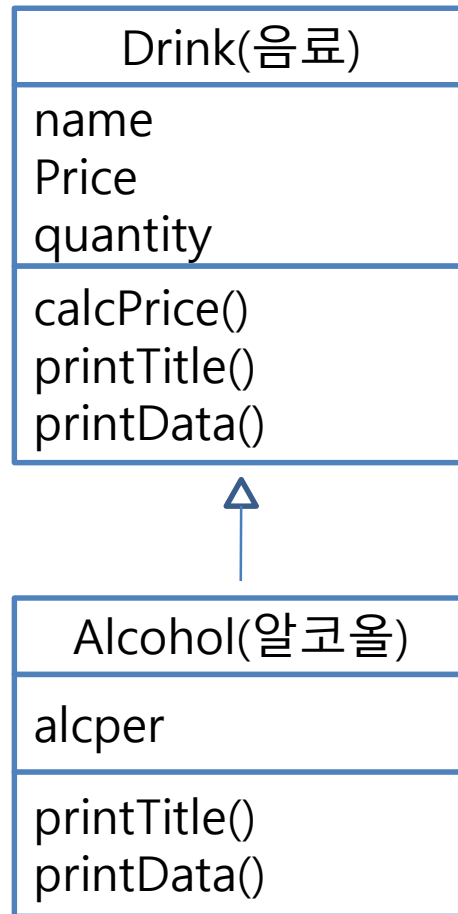 Drink(음료)
name
Price
quantity
calcPrice()
printTitle()
printData()
Alcohol(알코올)
alcper
printTitle()
printData()